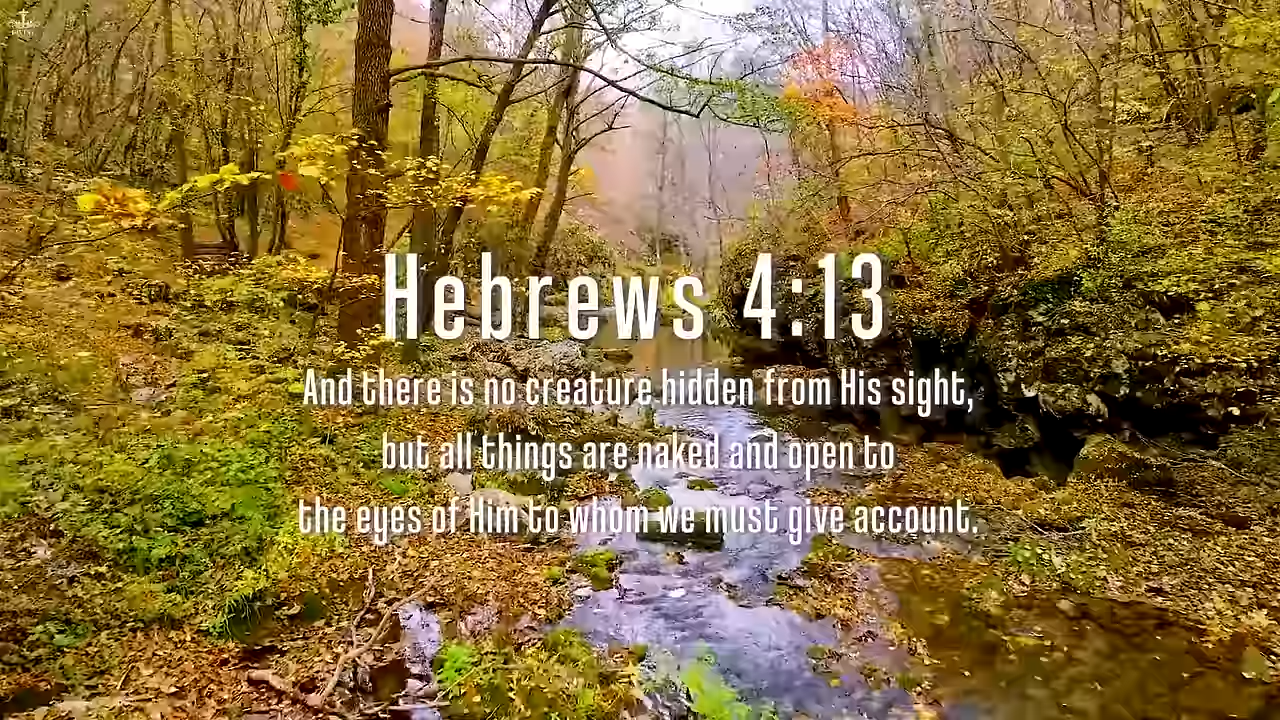 Hebrews 4:13
And there is no creature hidden from His sight,
but all things are naked and open to
the eyes of Him to whom we must give account.